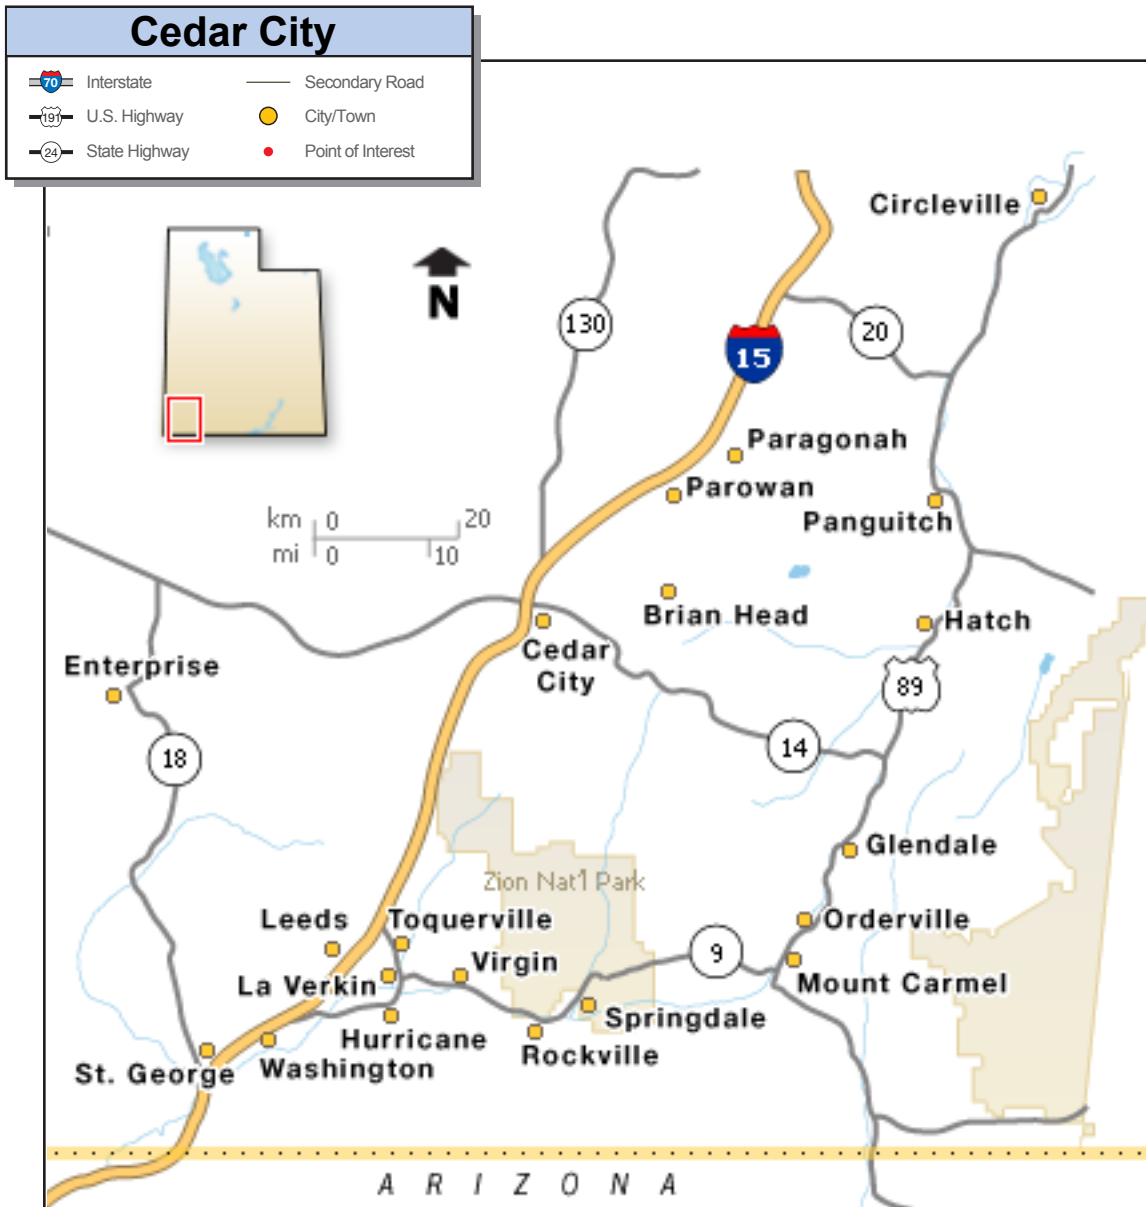 Cedar City
70 Interstate
Secondary Road
191 U.S. Highway
City/Town
24 State Highway
Point of Interest
Circleville
N
130
20
15
Paragonah
Parowan
Panguitch
km 0 20
mi 0 10
Brian Head
Hatch
Cedar
City
Enterprise
89
14
18
Glendale
Zion Nat'l Park
Leeds
Toquerville
Orderville
9
Virgin
La Verkin
Mount Carmel
Springdale
Hurricane
Rockville
St. George
Washington
ARIZONA